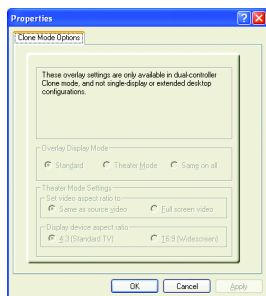 Properties
Clone Mode Options
These overlay settings are only available in dual-controller
Clone mode, and not single-display or extended desktop
configurations.
Overlay Display Mode
Standard Theater Mode Same on all
Theater Mode Settings
Set video aspect ratio to
Same as source video Full screen video
Display device aspect ratio
4:3 (Standard TV) 16:9 (Widescreen)
OK Cancel Apply